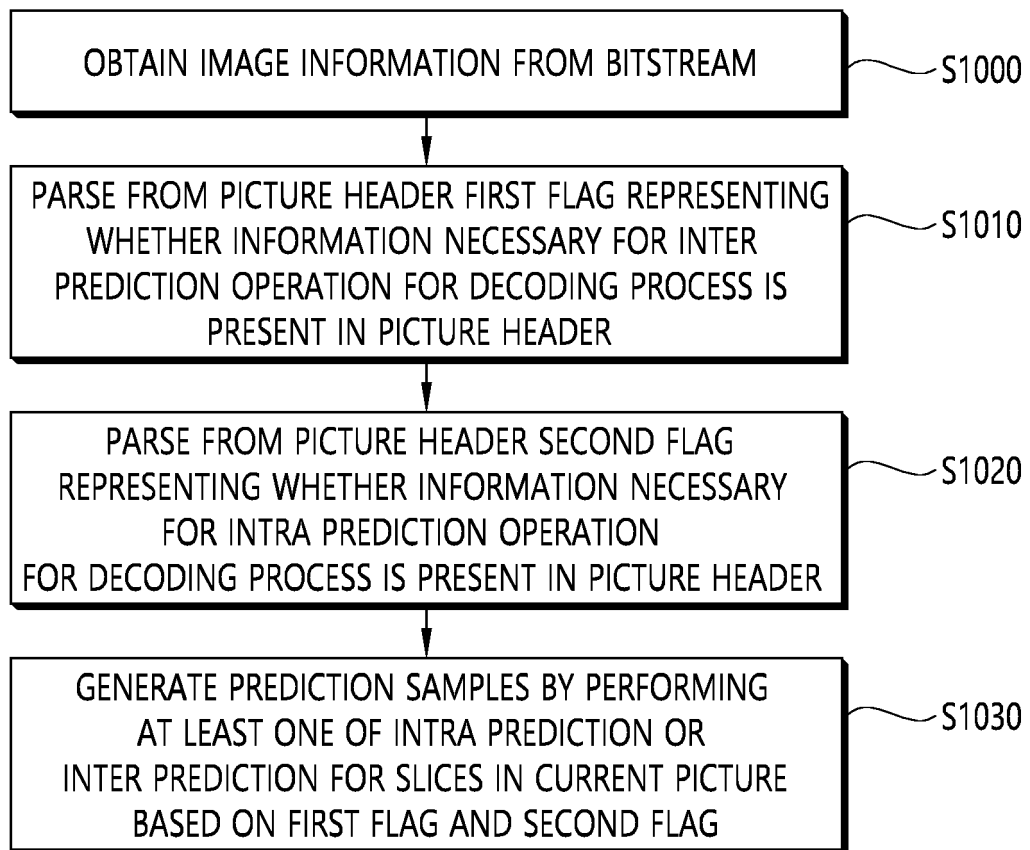 OBTAIN IMAGE INFORMATION FROM BITSTREAM
S1000
PARSE FROM PICTURE HEADER FIRST FLAG REPRESENTING
WHETHER INFORMATION NECESSARY FOR INTER
PREDICTION OPERATION FOR DECODING PROCESS IS
PRESENT IN PICTURE HEADER
S1010
PARSE FROM PICTURE HEADER SECOND FLAG
REPRESENTING WHETHER INFORMATION NECESSARY
FOR INTRA PREDICTION OPERATION
FOR DECODING PROCESS IS PRESENT IN PICTURE HEADER
S1020
GENERATE PREDICTION SAMPLES BY PERFORMING
AT LEAST ONE OF INTRA PREDICTION OR
INTER PREDICTION FOR SLICES IN CURRENT PICTURE
BASED ON FIRST FLAG AND SECOND FLAG
S1030